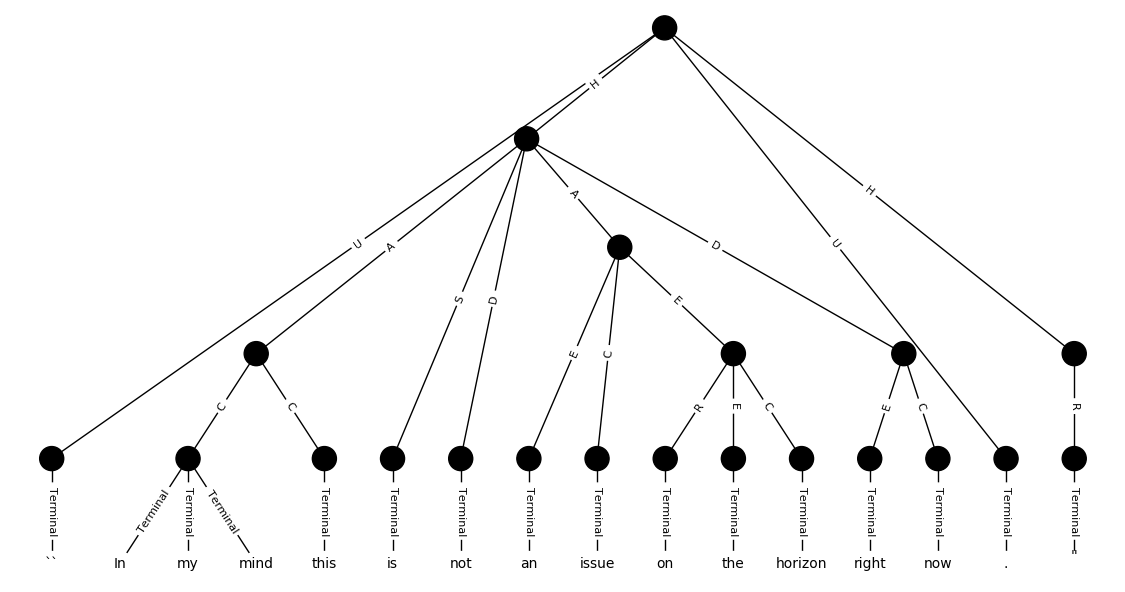 H
H
A
U
A
D
U
S
D
E
E
C
C
C
R
E
C
E
C
R
Terminal Terminal Terminal Terminal Terminal Terminal Terminal Terminal Terminal Terminal Terminal Terminal Terminal Terminal Terminal Terminal
`` In my mind this is not an issue on the horizon right now . "